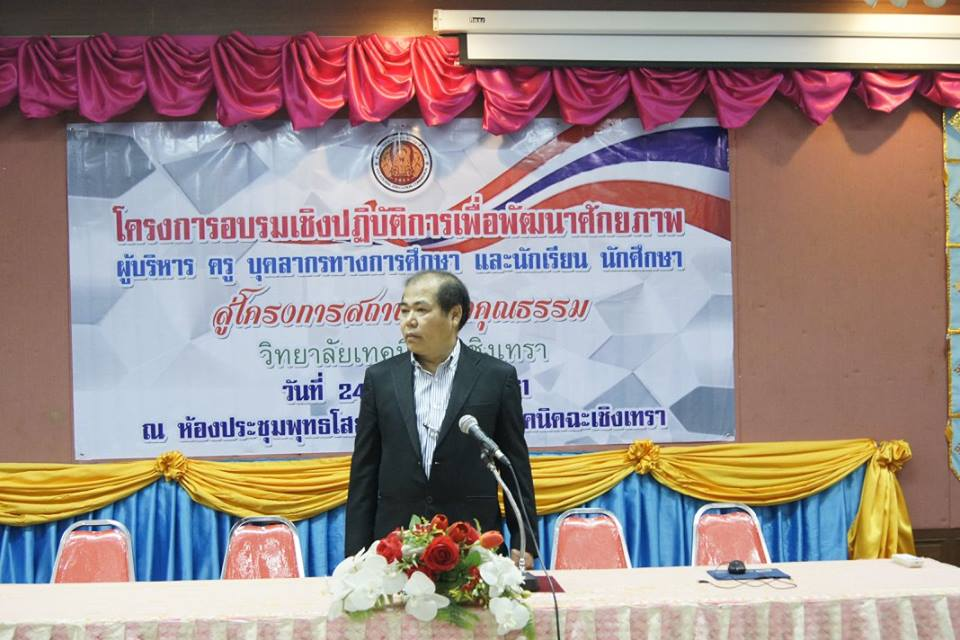 โครงการอบรมเชิงปฏิบัติการเพื่อพัฒนาศักยภาพ
ผู้บริหาร ครู บุคลากรทางการศึกษา และนักเรียน นักศึกษา
สู่โครงการสถาน คุณธรรม
วิทยาลัยเทค ชิงเทรา
วันที่ 24
ณ ห้องประชุมพุทธโส คนิคฉะเชิงเทรา